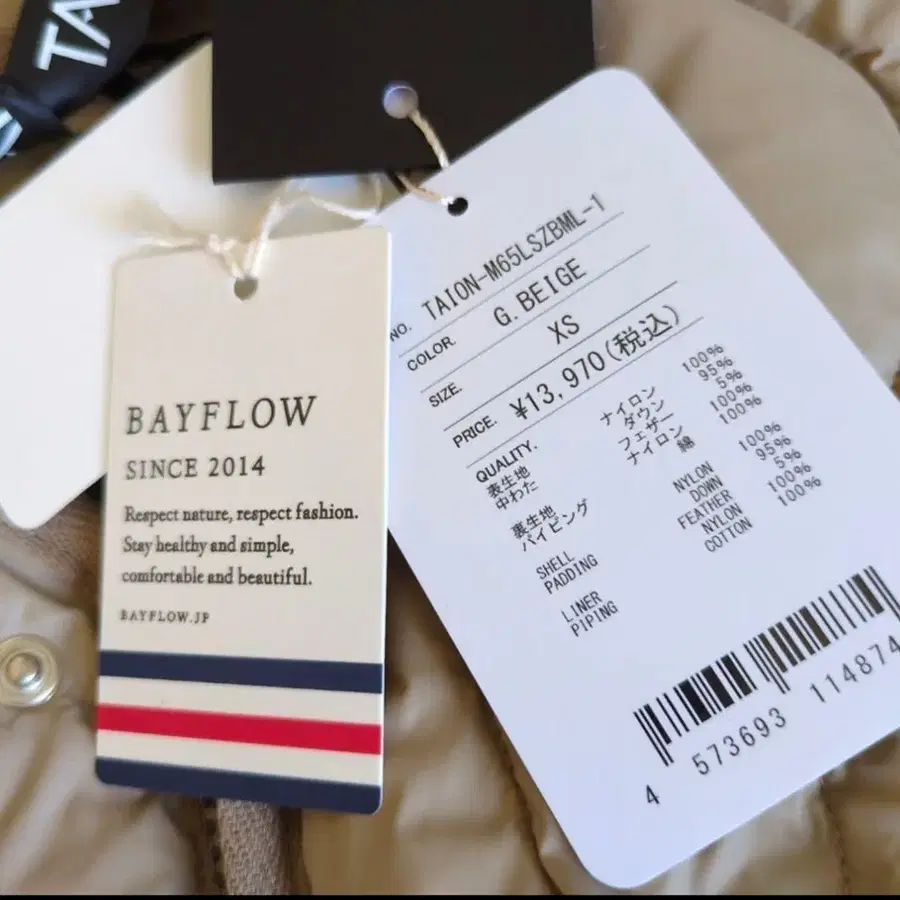 TA
BAYFLOW
SINCE 2014
Respect nature, respect fashion.
Stay healthy and simple,
comfortable and beautiful.
BAYFLOW.JP
NO. TAION-M65LSZBML-1
COLOR. G.BEIGE
SIZE. XS
PRICE. ¥13,970(税込)
QUALITY.
表生地 ナイロン 100%
中わた ダウン 95%
フェザー 5%
裏生地 ナイロン 100%
パイピング 綿 100%
SHELL NYLON 100%
PADDING DOWN 95%
FEATHER 5%
LINER NYLON 100%
PIPING COTTON 100%
4 573693 114874